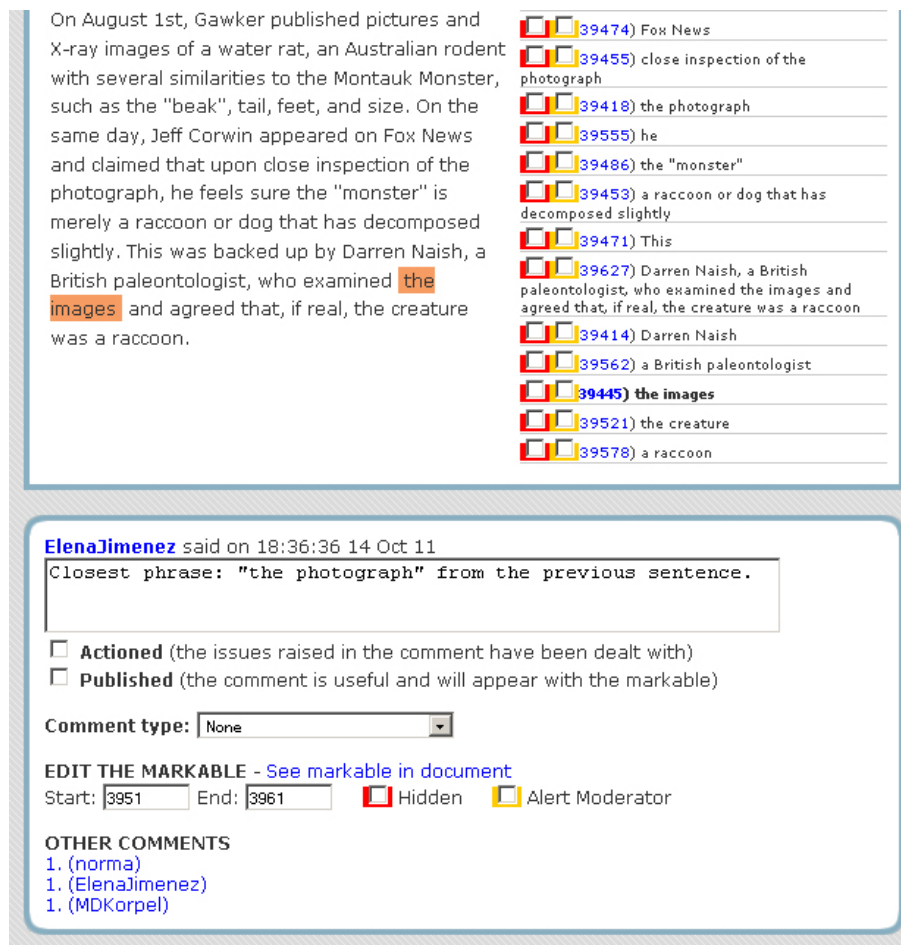 On August 1st, Gawker published pictures and
X-ray images of a water rat, an Australian rodent
with several similarities to the Montauk Monster,
such as the "beak", tail, feet, and size. On the
same day, Jeff Corwin appeared on Fox News
and claimed that upon close inspection of the
photograph, he feels sure the "monster" is
merely a raccoon or dog that has decomposed
slightly. This was backed up by Darren Naish, a
British paleontologist, who examined the
images and agreed that, if real, the creature
was a raccoon.
39474) Fox News
39455) close inspection of the
photograph
39418) the photograph
39555) he
39486) the "monster"
39453) a raccoon or dog that has
decomposed slightly
39471) This
39627) Darren Naish, a British
paleontologist, who examined the images and
agreed that, if real, the creature was a raccoon
39414) Darren Naish
39562) a British paleontologist
39445) the images
39521) the creature
39578) a raccoon
ElenaJimenez said on 18:36:36 14 Oct 11
Closest phrase: "the photograph" from the previous sentence.
Actioned (the issues raised in the comment have been dealt with)
Published (the comment is useful and will appear with the markable)
Comment type: None
EDIT THE MARKABLE - See markable in document
Start: 3951 End: 3961 Hidden Alert Moderator
OTHER COMMENTS
1. (norma)
1. (ElenaJimenez)
1. (MDKorpel)